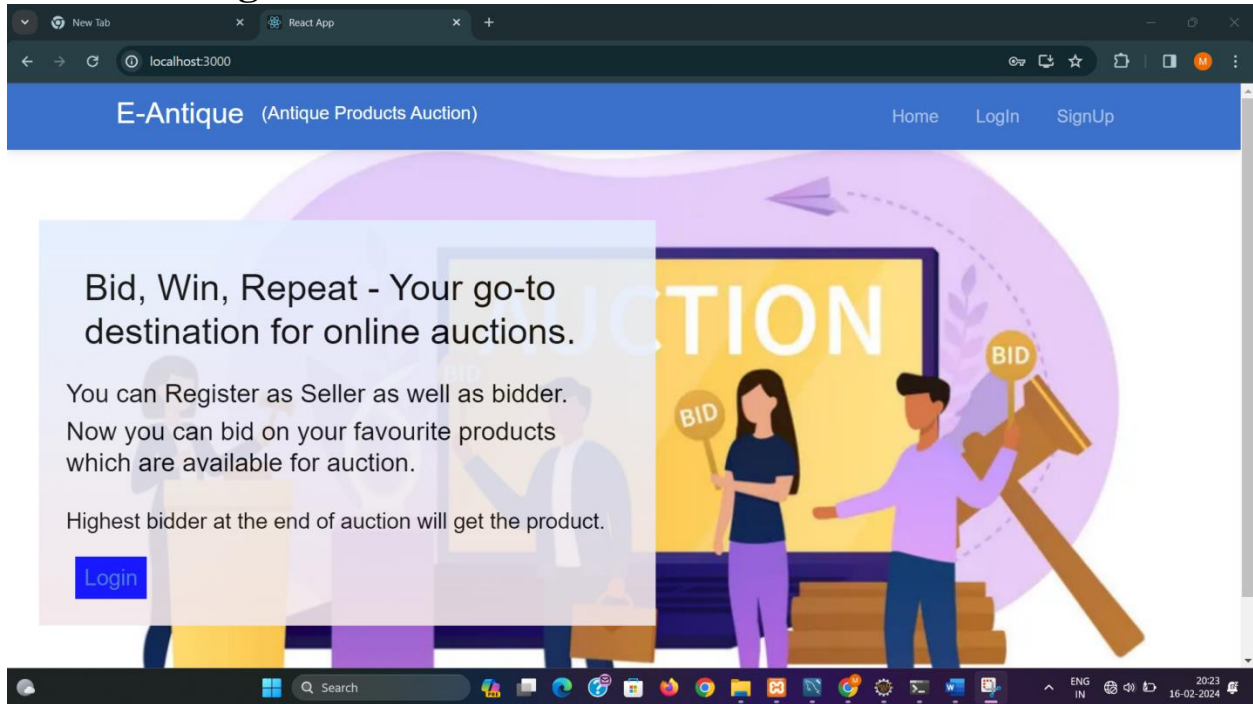 New Tab
React App
localhost:3000
M
E-Antique (Antique Products Auction)
Home LogIn SignUp
AUCTION
Bid, Win, Repeat - Your go-to
destination for online auctions.
You can Register as Seller as well as bidder.
Now you can bid on your favourite products
which are available for auction.
Highest bidder at the end of auction will get the product.
Login
BID
BID
BID
Search
ENG
IN
20:23
16-02-2024